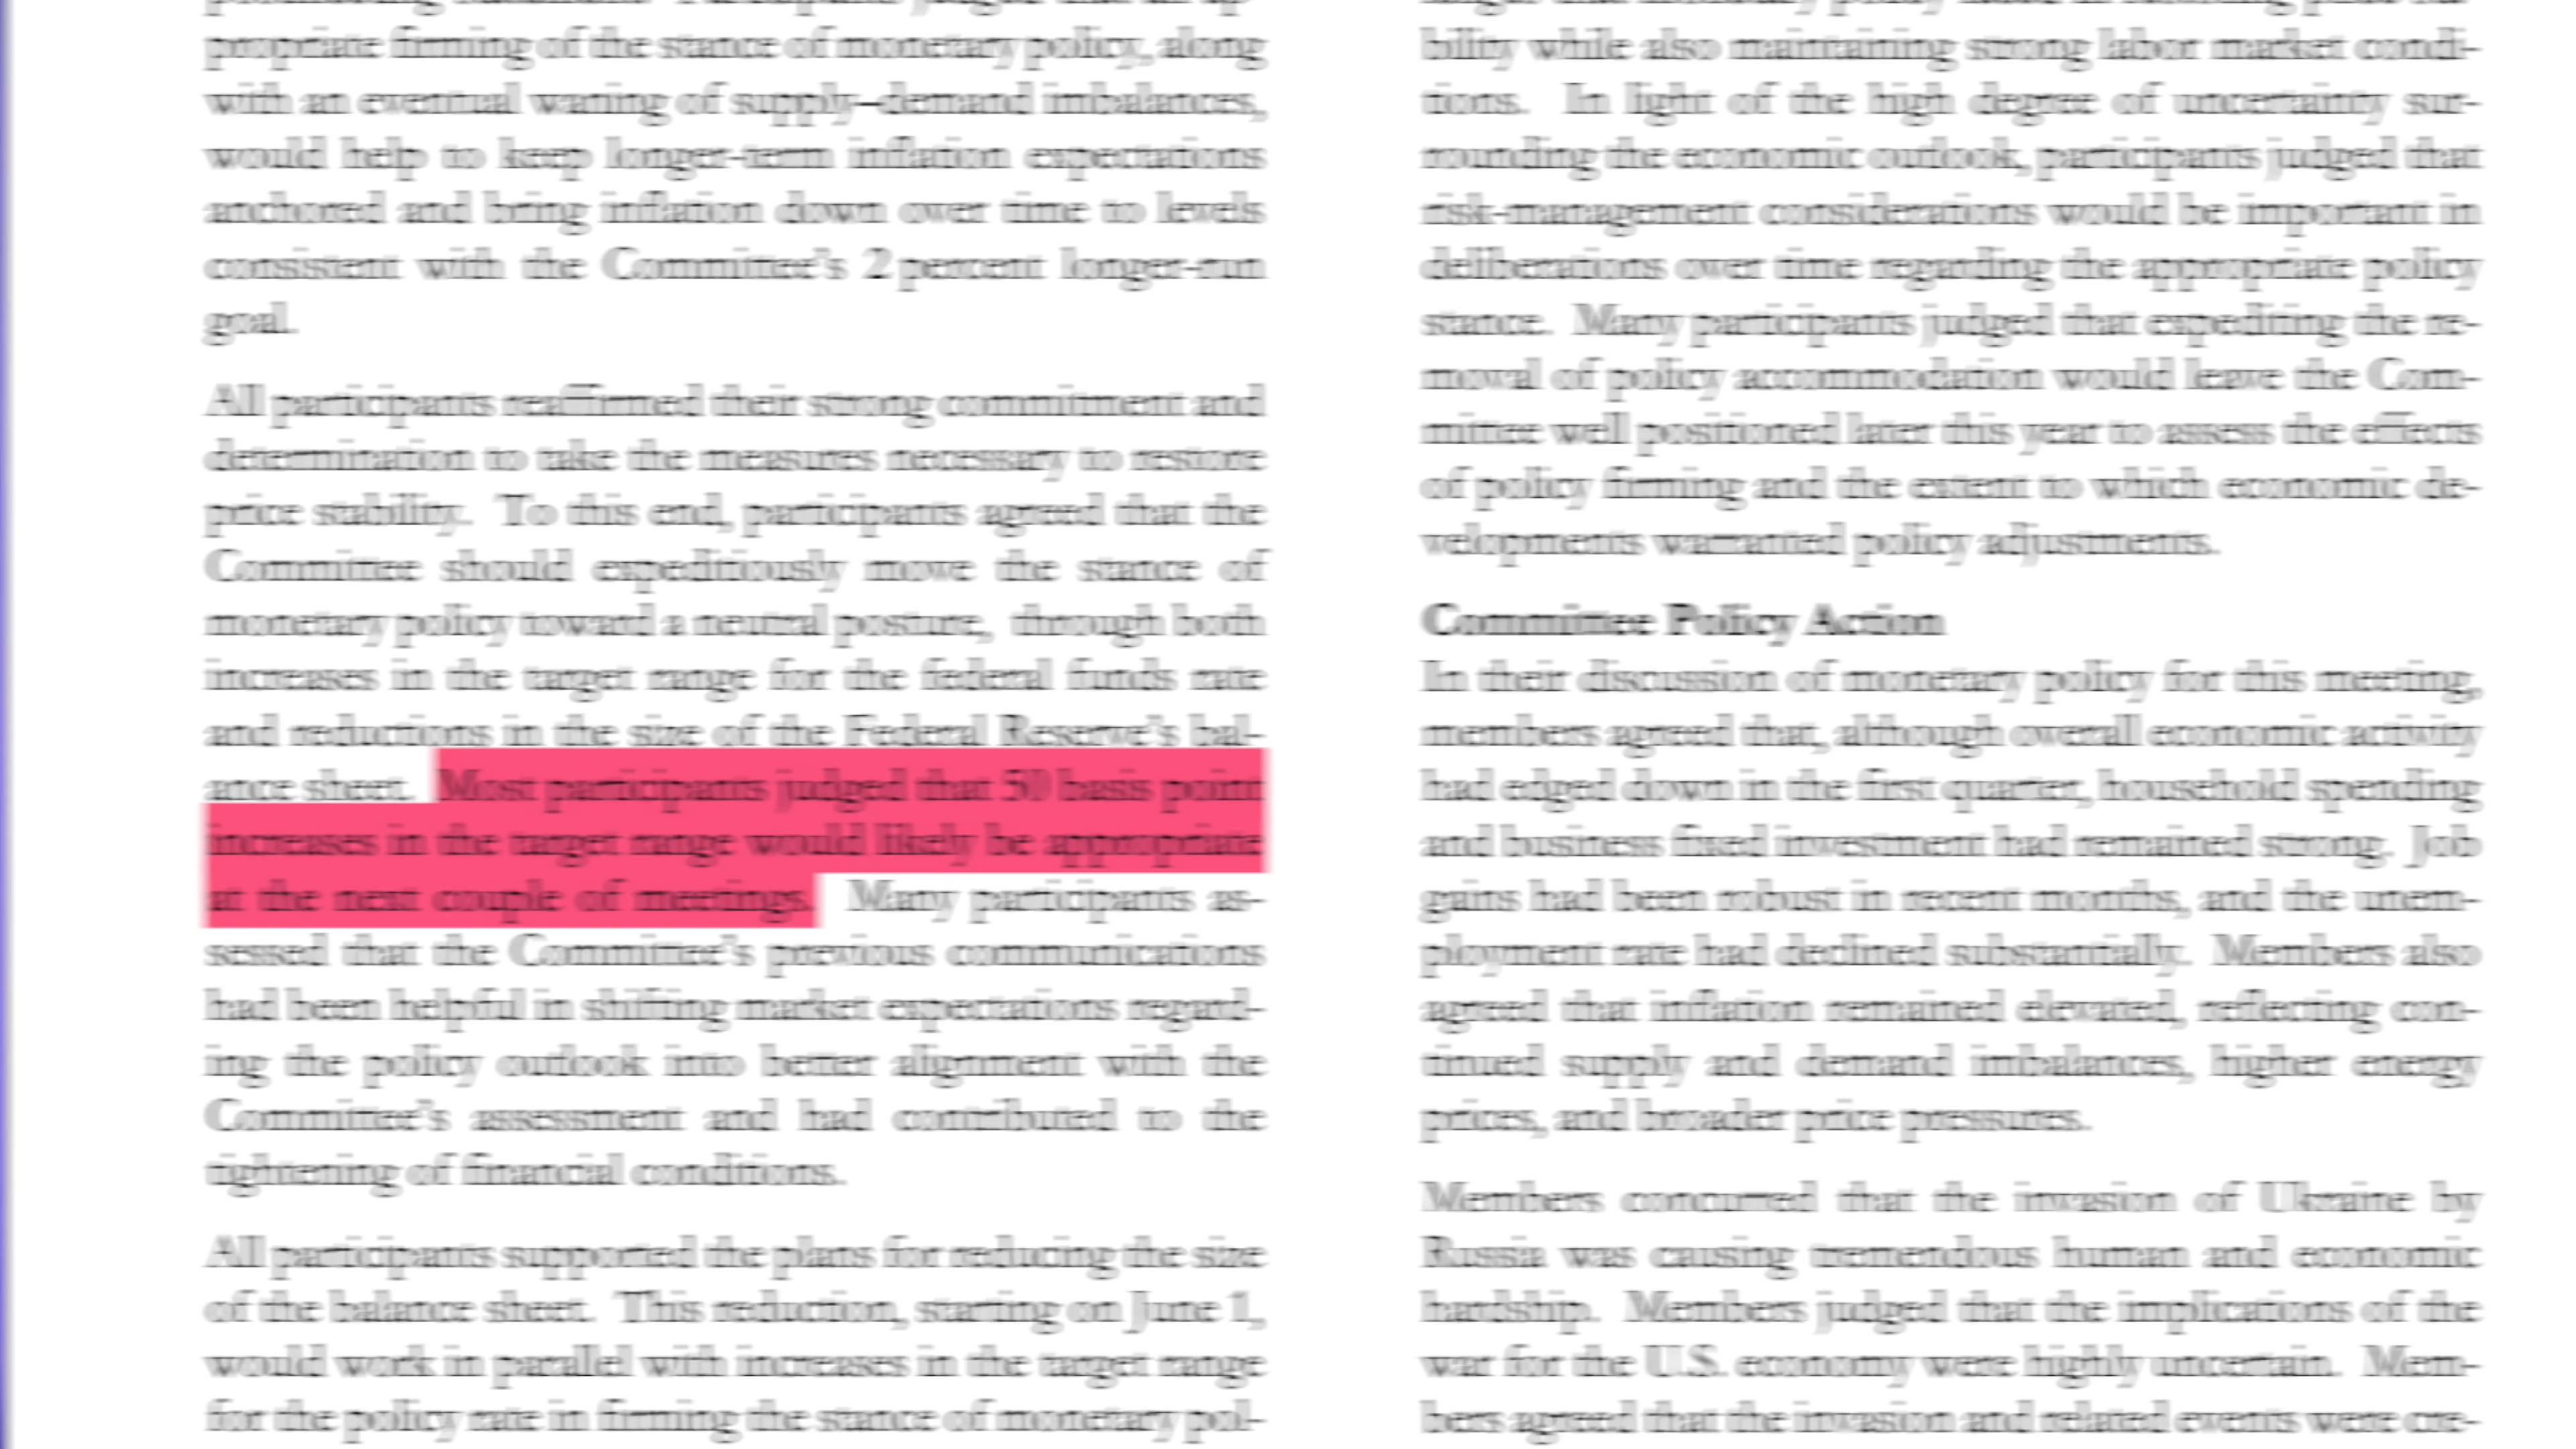 propriate firming of the stance of monetary policy, along
with an eventual waning of supply–demand imbalances,
would help to keep longer-term inflation expectations
anchored and bring inflation down over time to levels
consistent with the Committee's 2 percent longer-run
goal.
All participants reaffirmed their strong commitment and
determination to take the measures necessary to restore
price stability. To this end, participants agreed that the
Committee should expeditiously move the stance of
monetary policy toward a neutral posture, through both
increases in the target range for the federal funds rate
and reductions in the size of the Federal Reserve's bal-
ance sheet. Most participants judged that 50 basis point
increases in the target range would likely be appropriate
at the next couple of meetings. Many participants as-
sessed that the Committee's previous communications
had been helpful in shifting market expectations regard-
ing the policy outlook into better alignment with the
Committee's assessment and had contributed to the
tightening of financial conditions.
All participants supported the plans for reducing the size
of the balance sheet. This reduction, starting on June 1,
would work in parallel with increases in the target range
for the policy rate in firming the stance of monetary pol-
bility while also maintaining strong labor market condi-
tions. In light of the high degree of uncertainty sur-
rounding the economic outlook, participants judged that
risk-management considerations would be important in
deliberations over time regarding the appropriate policy
stance. Many participants judged that expediting the re-
moval of policy accommodation would leave the Com-
mittee well positioned later this year to assess the effects
of policy firming and the extent to which economic de-
velopments warranted policy adjustments.
Committee Policy Action
In their discussion of monetary policy for this meeting,
members agreed that, although overall economic activity
had edged down in the first quarter, household spending
and business fixed investment had remained strong. Job
gains had been robust in recent months, and the unem-
ployment rate had declined substantially. Members also
agreed that inflation remained elevated, reflecting con-
tinued supply and demand imbalances, higher energy
prices, and broader price pressures.
Members concurred that the invasion of Ukraine by
Russia was causing tremendous human and economic
hardship. Members judged that the implications of the
war for the U.S. economy were highly uncertain. Mem-
bers agreed that the invasion and related events were cre-